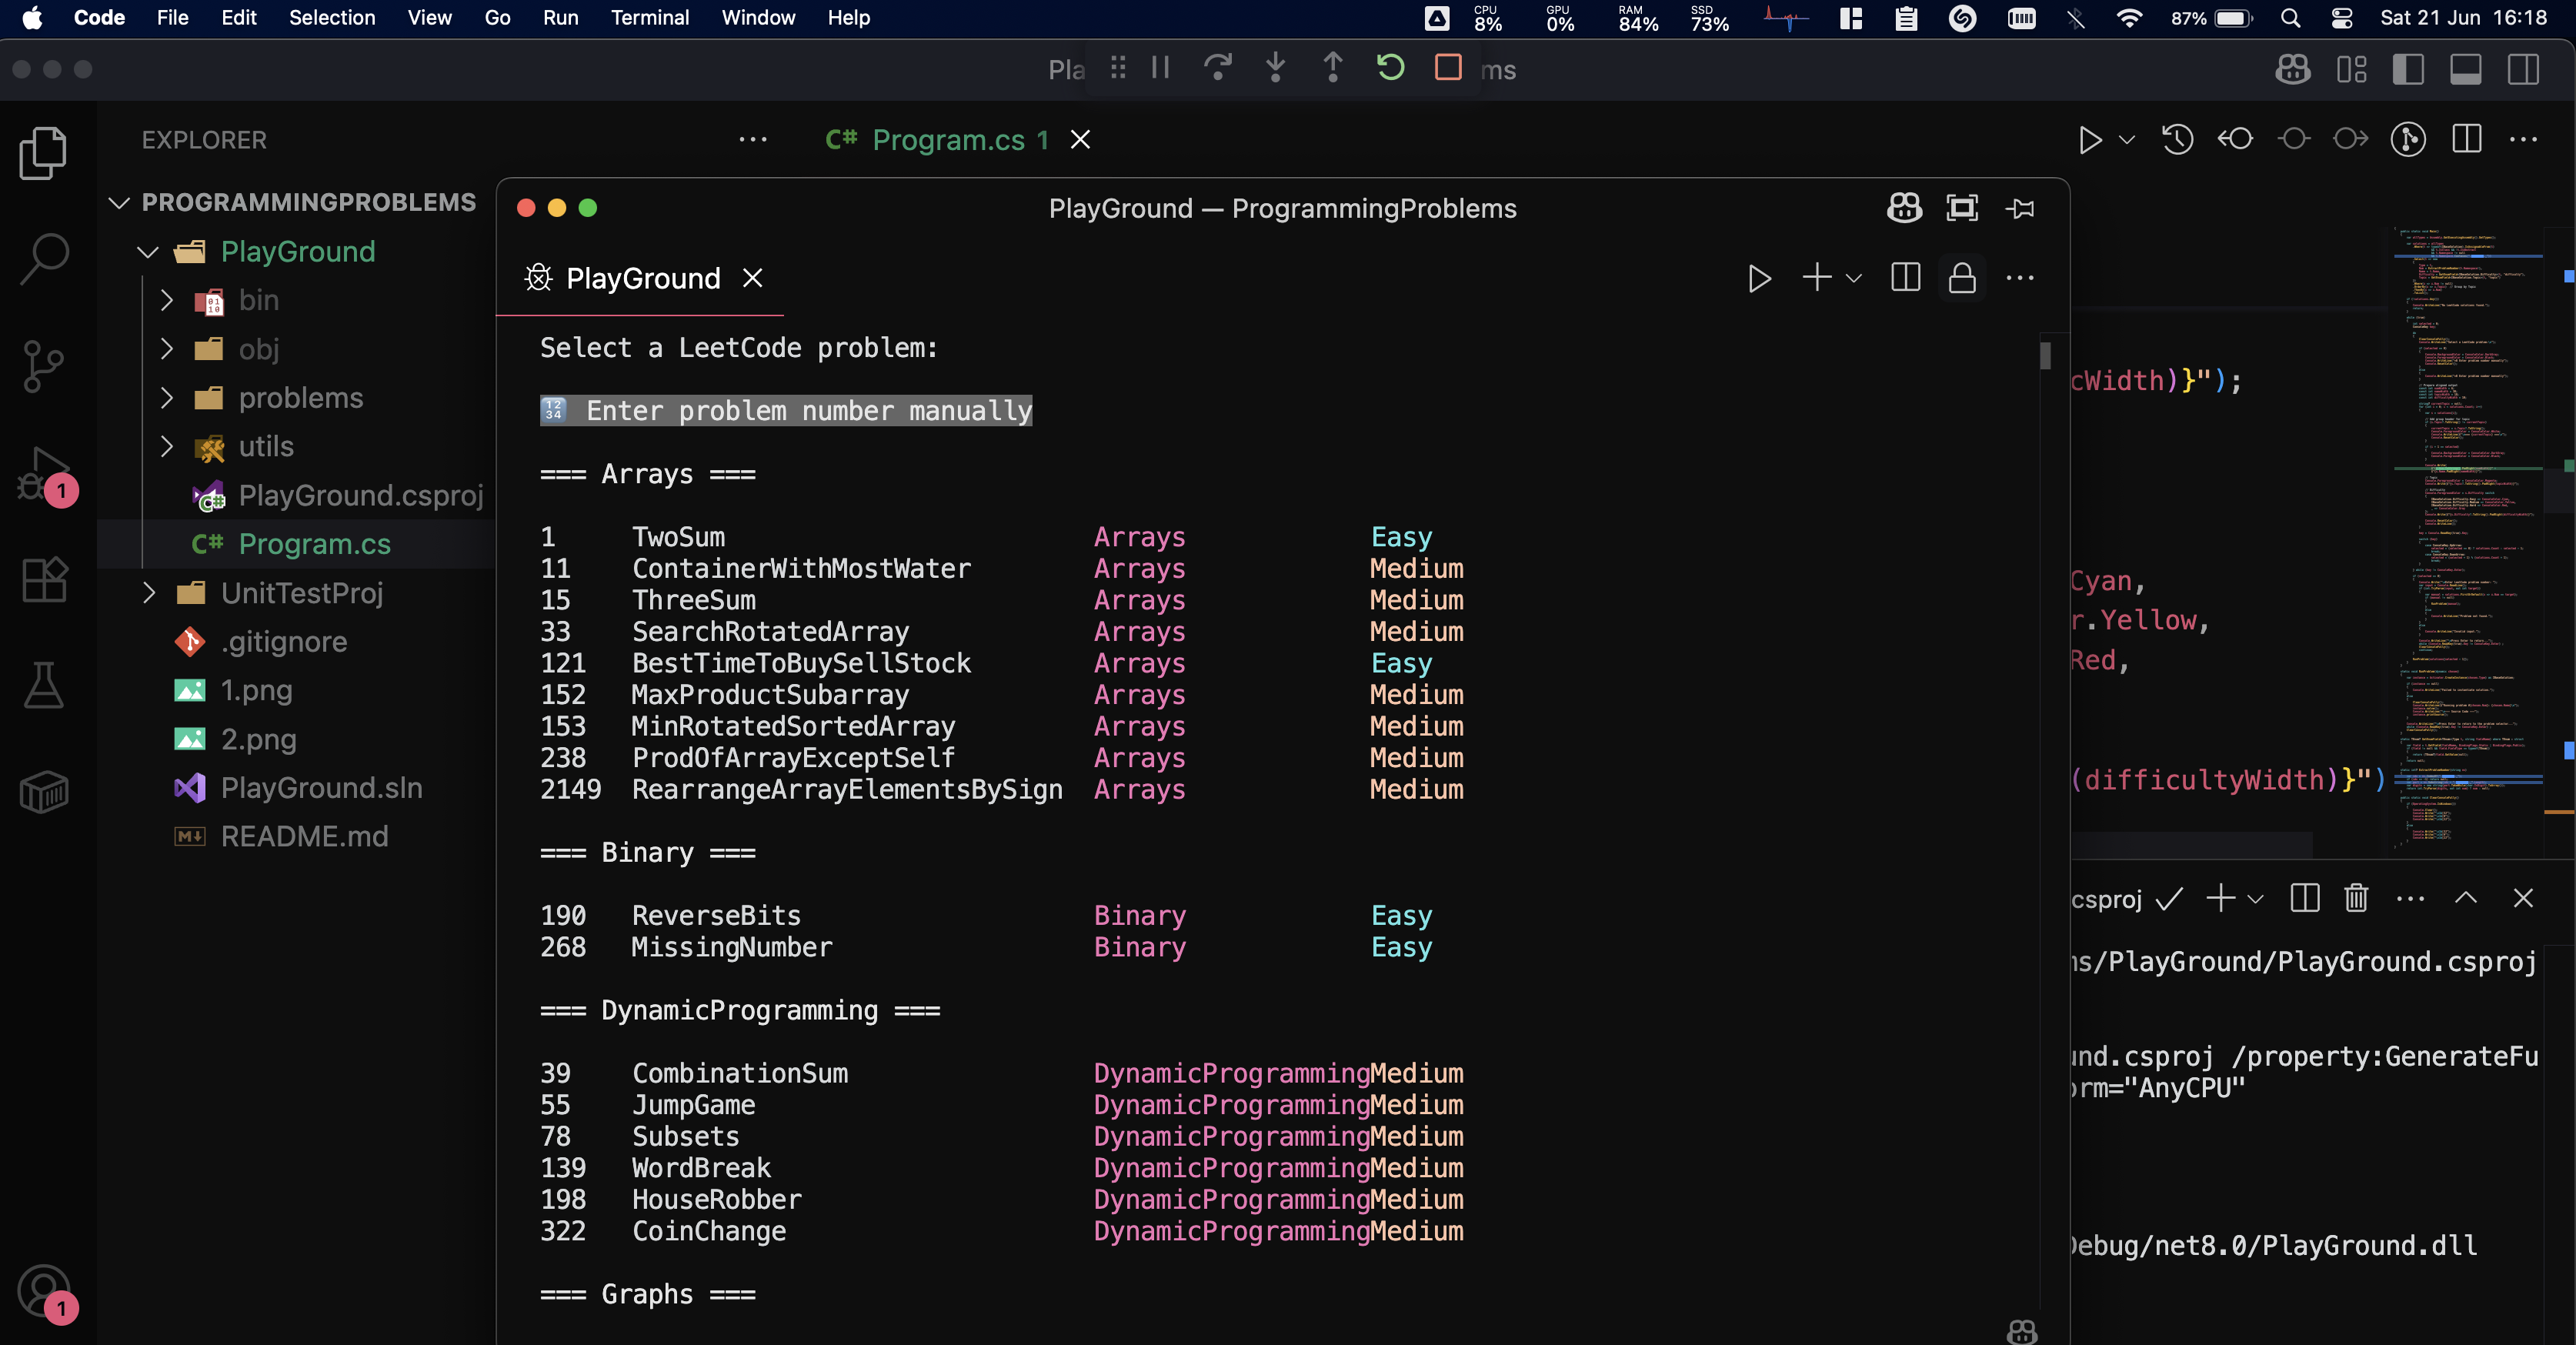 Code File Edit Selection View Go Run Terminal Window Help CPU 8% GPU 0% RAM 84% SSD 73% 87% Sat 21 Jun 16:18
Pla ms
EXPLORER
Program.cs 1
PROGRAMMINGPROBLEMS
PlayGround
bin
obj
problems
utils
PlayGround.csproj
C# Program.cs
UnitTestProj
.gitignore
1.png
2.png
PlayGround.sln
README.md
1
1
PlayGround — ProgrammingProblems
PlayGround
Select a LeetCode problem:
1234 Enter problem number manually
=== Arrays ===
1 TwoSum Arrays Easy
11 ContainerWithMostWater Arrays Medium
15 ThreeSum Arrays Medium
33 SearchRotatedArray Arrays Medium
121 BestTimeToBuySellStock Arrays Easy
152 MaxProductSubarray Arrays Medium
153 MinRotatedSortedArray Arrays Medium
238 ProdOfArrayExceptSelf Arrays Medium
2149 RearrangeArrayElementsBySign Arrays Medium
=== Binary ===
190 ReverseBits Binary Easy
268 MissingNumber Binary Easy
=== DynamicProgramming ===
39 CombinationSum DynamicProgrammingMedium
55 JumpGame DynamicProgrammingMedium
78 Subsets DynamicProgrammingMedium
139 WordBreak DynamicProgrammingMedium
198 HouseRobber DynamicProgrammingMedium
322 CoinChange DynamicProgrammingMedium
=== Graphs ===
cWidth)}");
Cyan,
r.Yellow,
Red,
(difficultyWidth)}")
csproj
ms/PlayGround/PlayGround.csproj
und.csproj /property:GenerateFu
orm="AnyCPU"
Debug/net8.0/PlayGround.dll